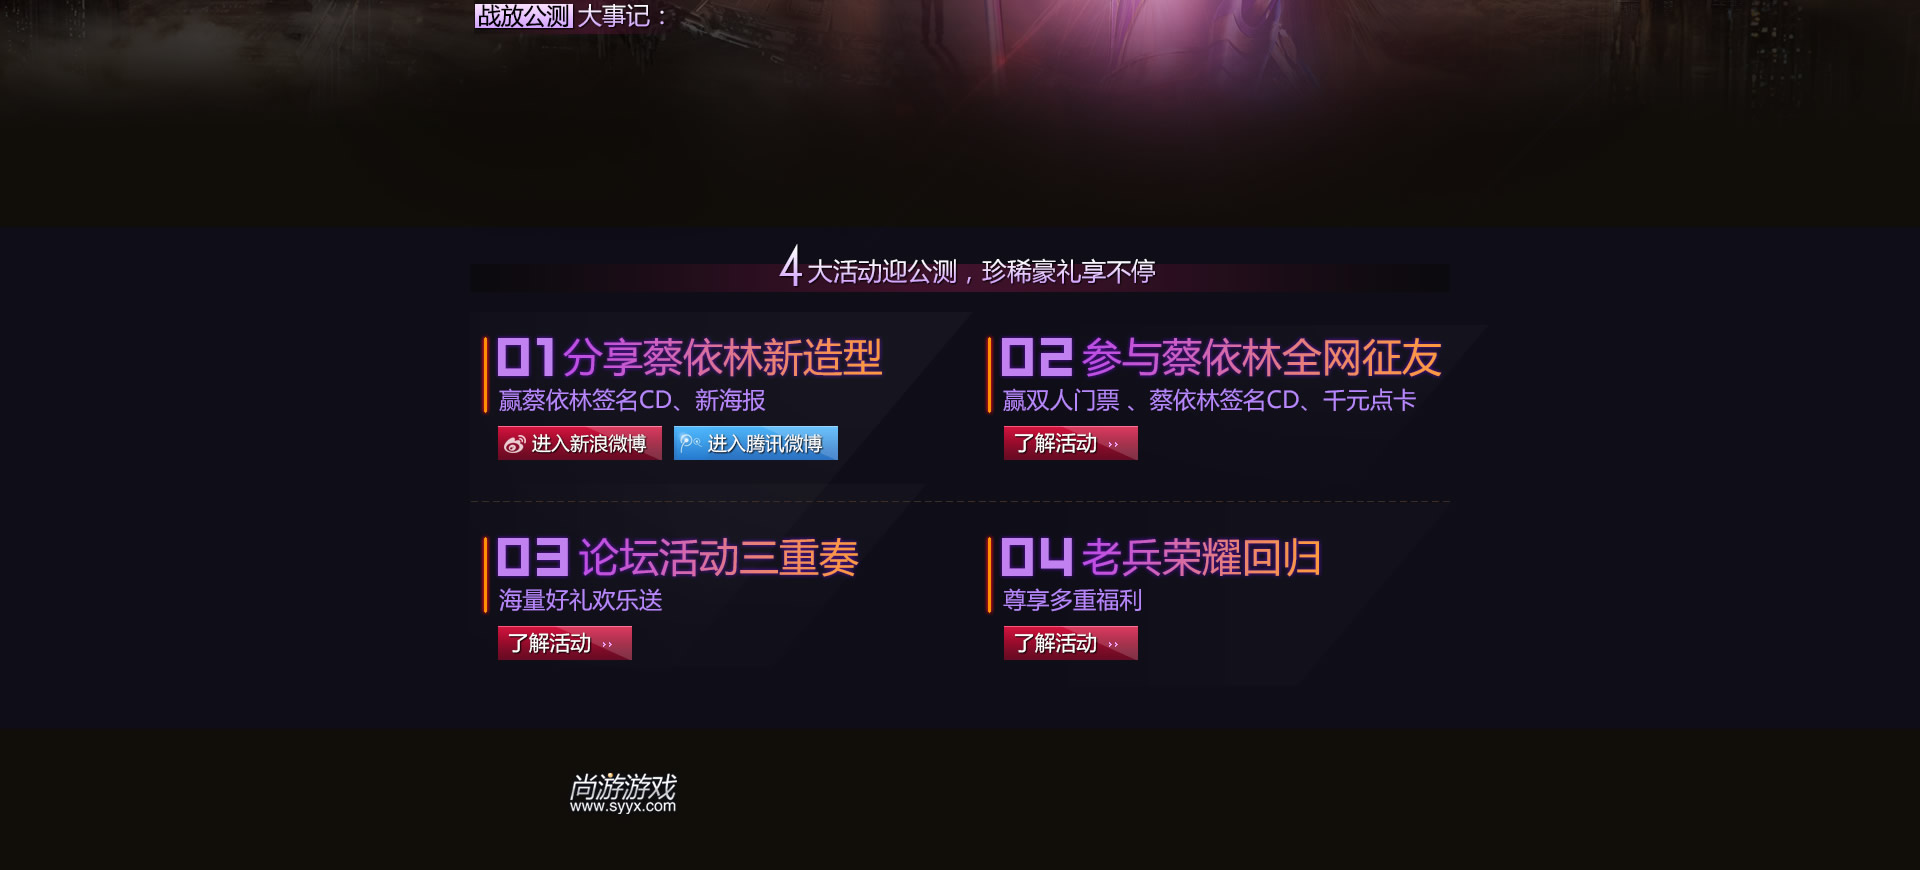 战放公测 大事记：
4大活动迎公测，珍稀豪礼享不停
01 分享蔡依林新造型
赢蔡依林签名CD、新海报
进入新浪微博
进入腾讯微博
02 参与蔡依林全网征友
赢双人门票 、蔡依林签名CD、千元点卡
了解活动 ››
03 论坛活动三重奏
海量好礼欢乐送
了解活动 ››
04 老兵荣耀回归
尊享多重福利
了解活动 ››
尚游游戏
www.syyx.com